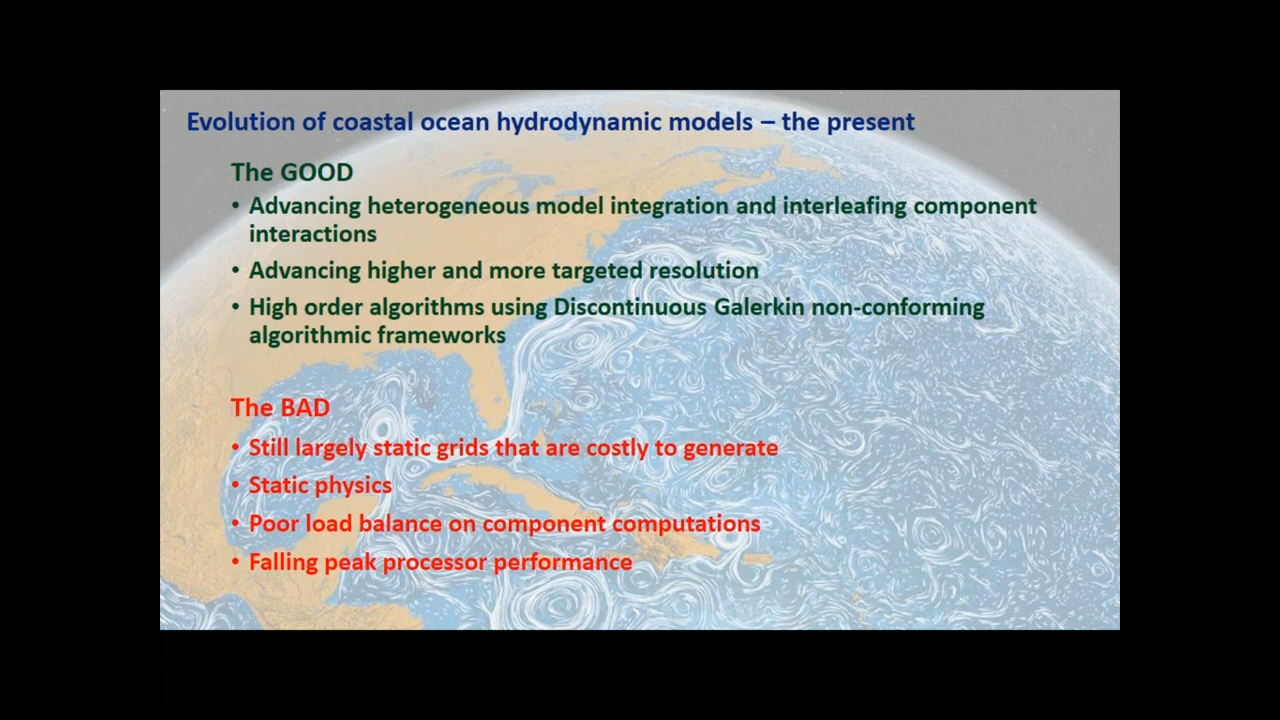 Evolution of coastal ocean hydrodynamic models – the present
The GOOD
• Advancing heterogeneous model integration and interleafing component
interactions
• Advancing higher and more targeted resolution
• High order algorithms using Discontinuous Galerkin non-conforming
algorithmic frameworks
The BAD
• Still largely static grids that are costly to generate
• Static physics
• Poor load balance on component computations
• Falling peak processor performance